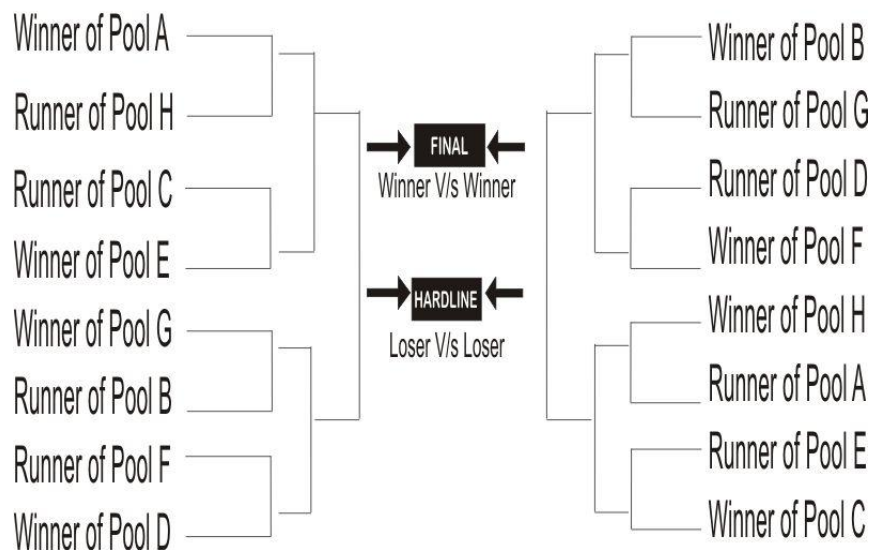 Winner of Pool A
Runner of Pool H
Runner of Pool C
Winner of Pool E
Winner of Pool G
Runner of Pool B
Runner of Pool F
Winner of Pool D
FINAL
Winner V/s Winner
HARDLINE
Loser V/s Loser
Winner of Pool B
Runner of Pool G
Runner of Pool D
Winner of Pool F
Winner of Pool H
Runner of Pool A
Runner of Pool E
Winner of Pool C